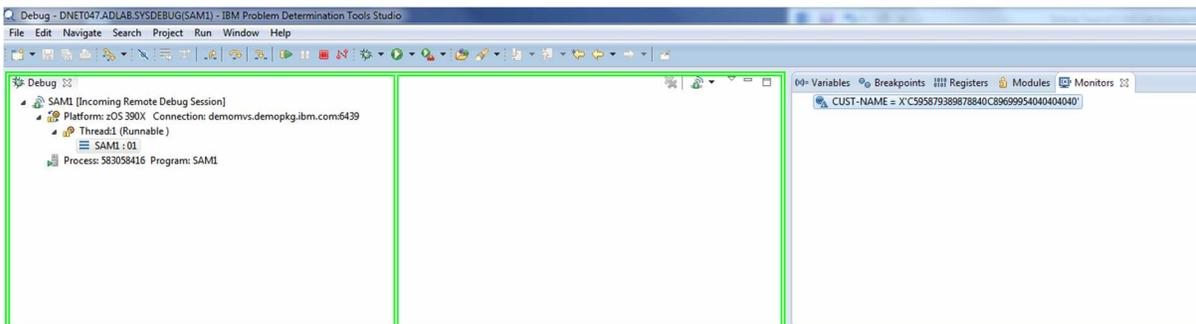 Debug - DNET047.ADLAB.SYSDEBUG(SAM1) - IBM Problem Determination Tools Studio
File Edit Navigate Search Project Run Window Help
Debug
SAM1 [Incoming Remote Debug Session]
Platform: zOS 390X Connection: demomvs.demopkg.ibm.com:6439
Thread:1 (Runnable )
SAM1 : 01
Process: 583058416 Program: SAM1
(x)= Variables Breakpoints Registers Modules Monitors
CUST-NAME = X'C595879389878840C89699954040404040'